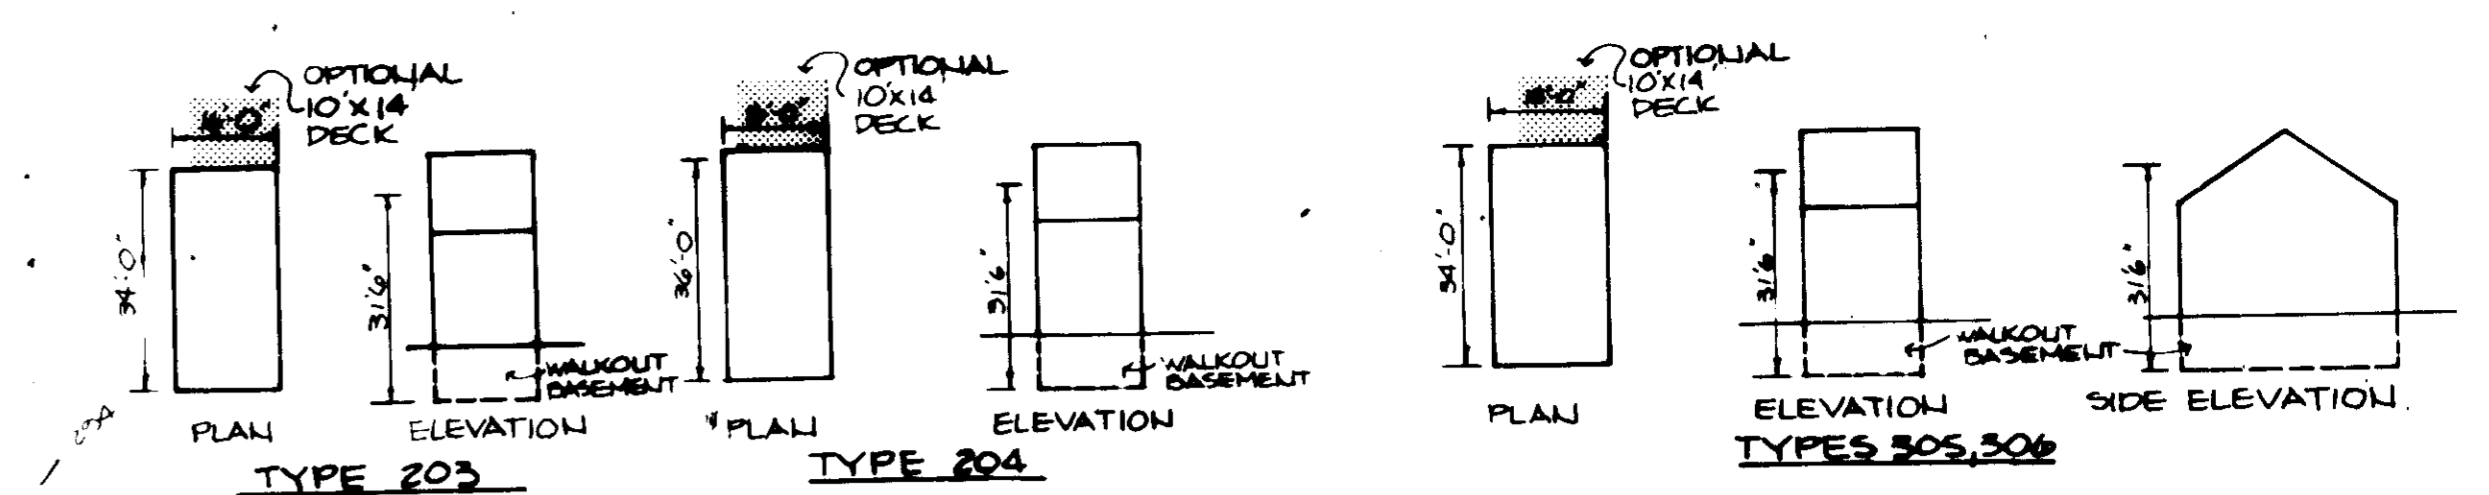 OPTIONAL
10'X14
DECK
34'-0"
31'6"
WALKOUT
BASEMENT
PLAN
ELEVATION
TYPE 203
OPTIONAL
10'X14
DECK
36'-0"
31'6"
WALKOUT
BASEMENT
PLAN
ELEVATION
TYPE 204
OPTIONAL
10'X14
DECK
34'-0"
31'6"
31'6"
WALKOUT
BASEMENT
PLAN
ELEVATION
SIDE ELEVATION.
TYPES 305,306